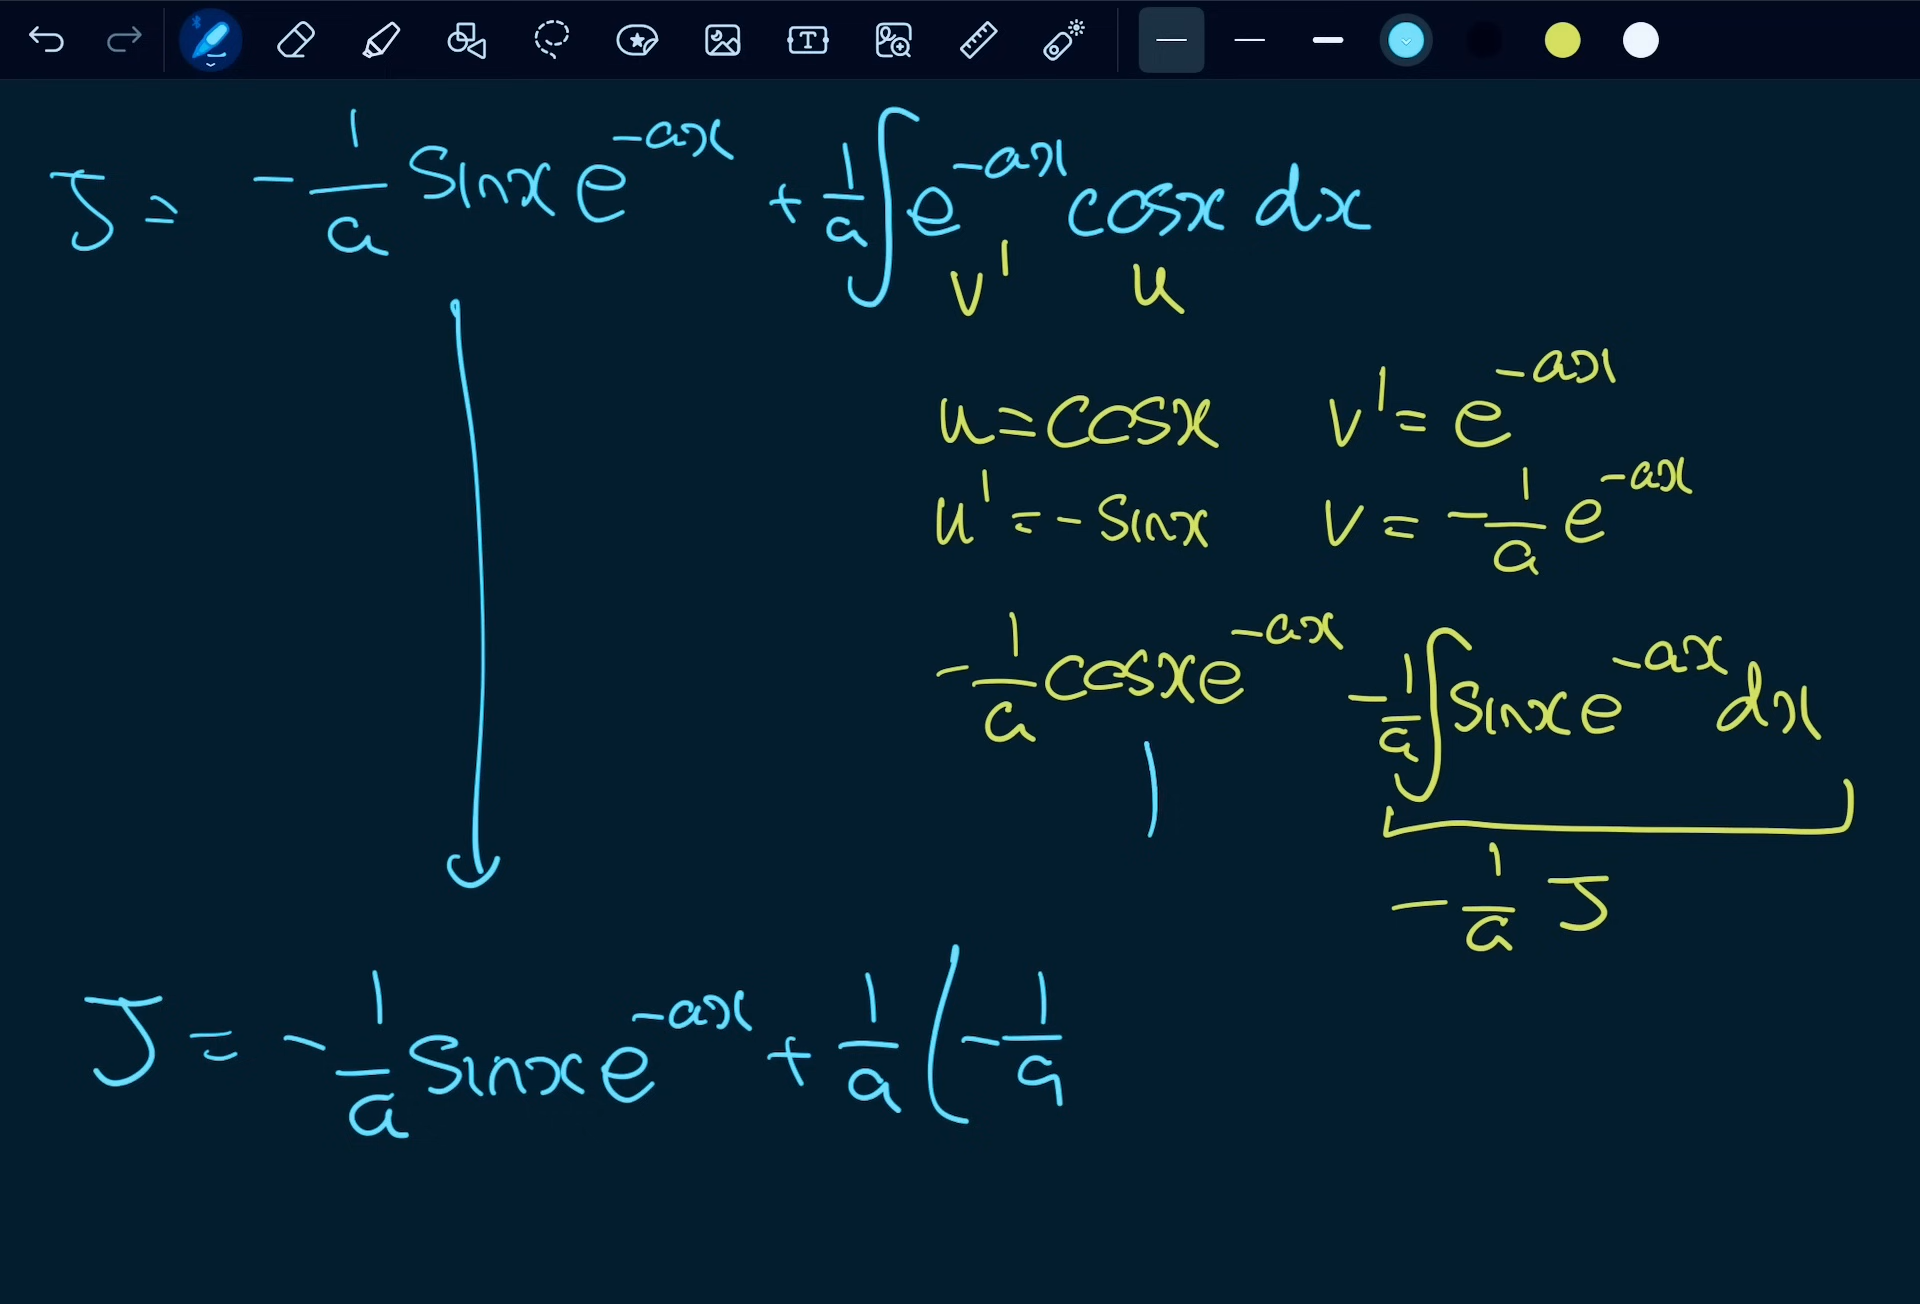 J = -1/a sinx e^{-ax} + 1/a ∫ e^{-ax} cosx dx
v' u
u = cosx v' = e^{-ax}
u' = - sinx v = -1/a e^{-ax}
-1/a cosx e^{-ax} -1/a ∫ sinx e^{-ax} dx
-1/a J
J = -1/a sinx e^{-ax} + 1/a ( -1/a